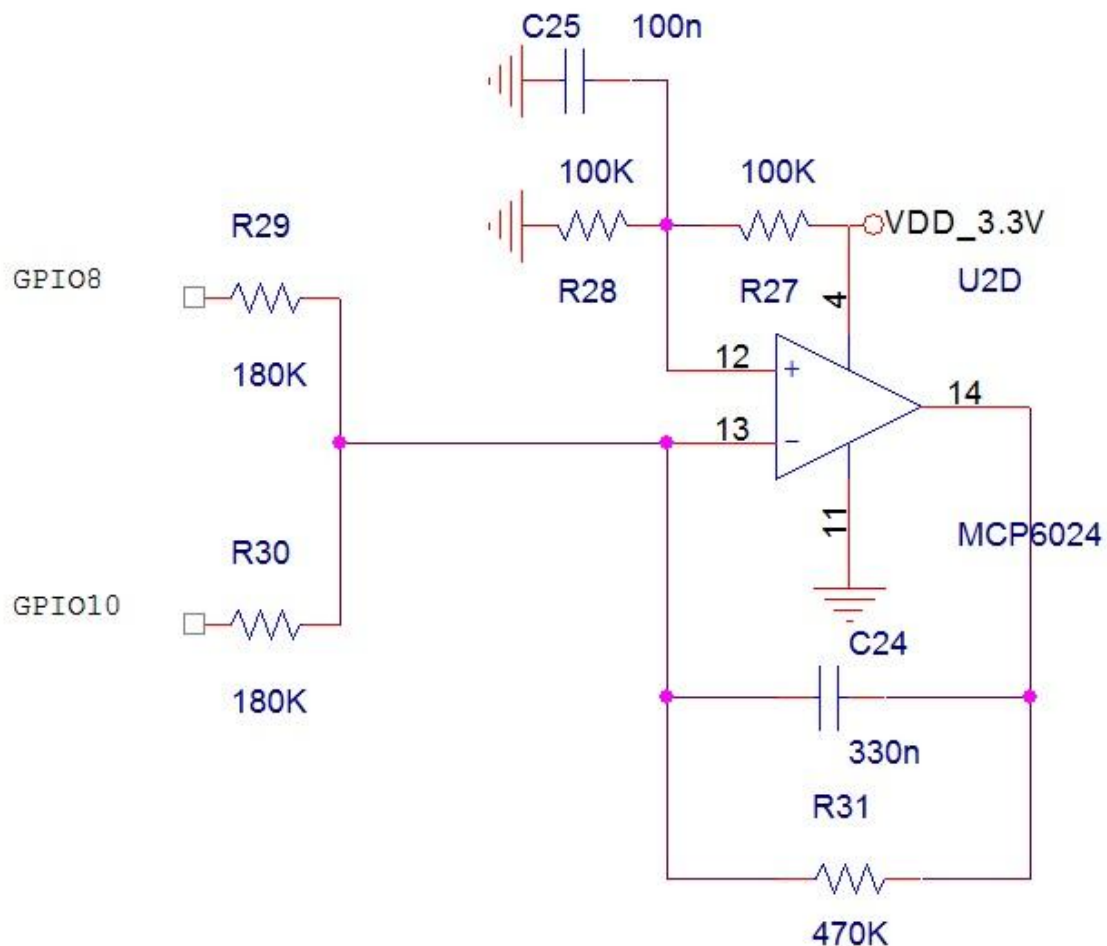 C25 100n
100K 100K
R29
VDD_3.3V
GPIO8
R28 R27
U2D
4
12
+
180K
14
13
−
11
R30
MCP6024
GPIO10
C24
180K
330n
R31
470K